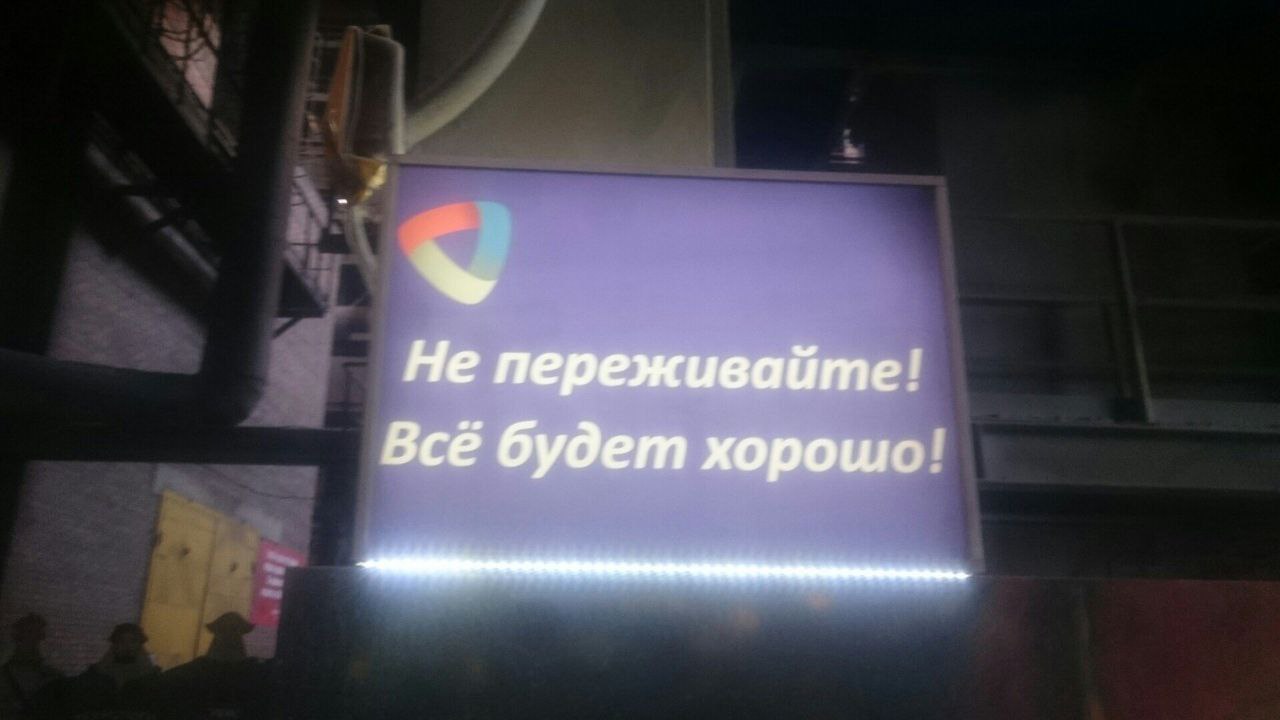 Не переживайте!
Всё будет хорошо!